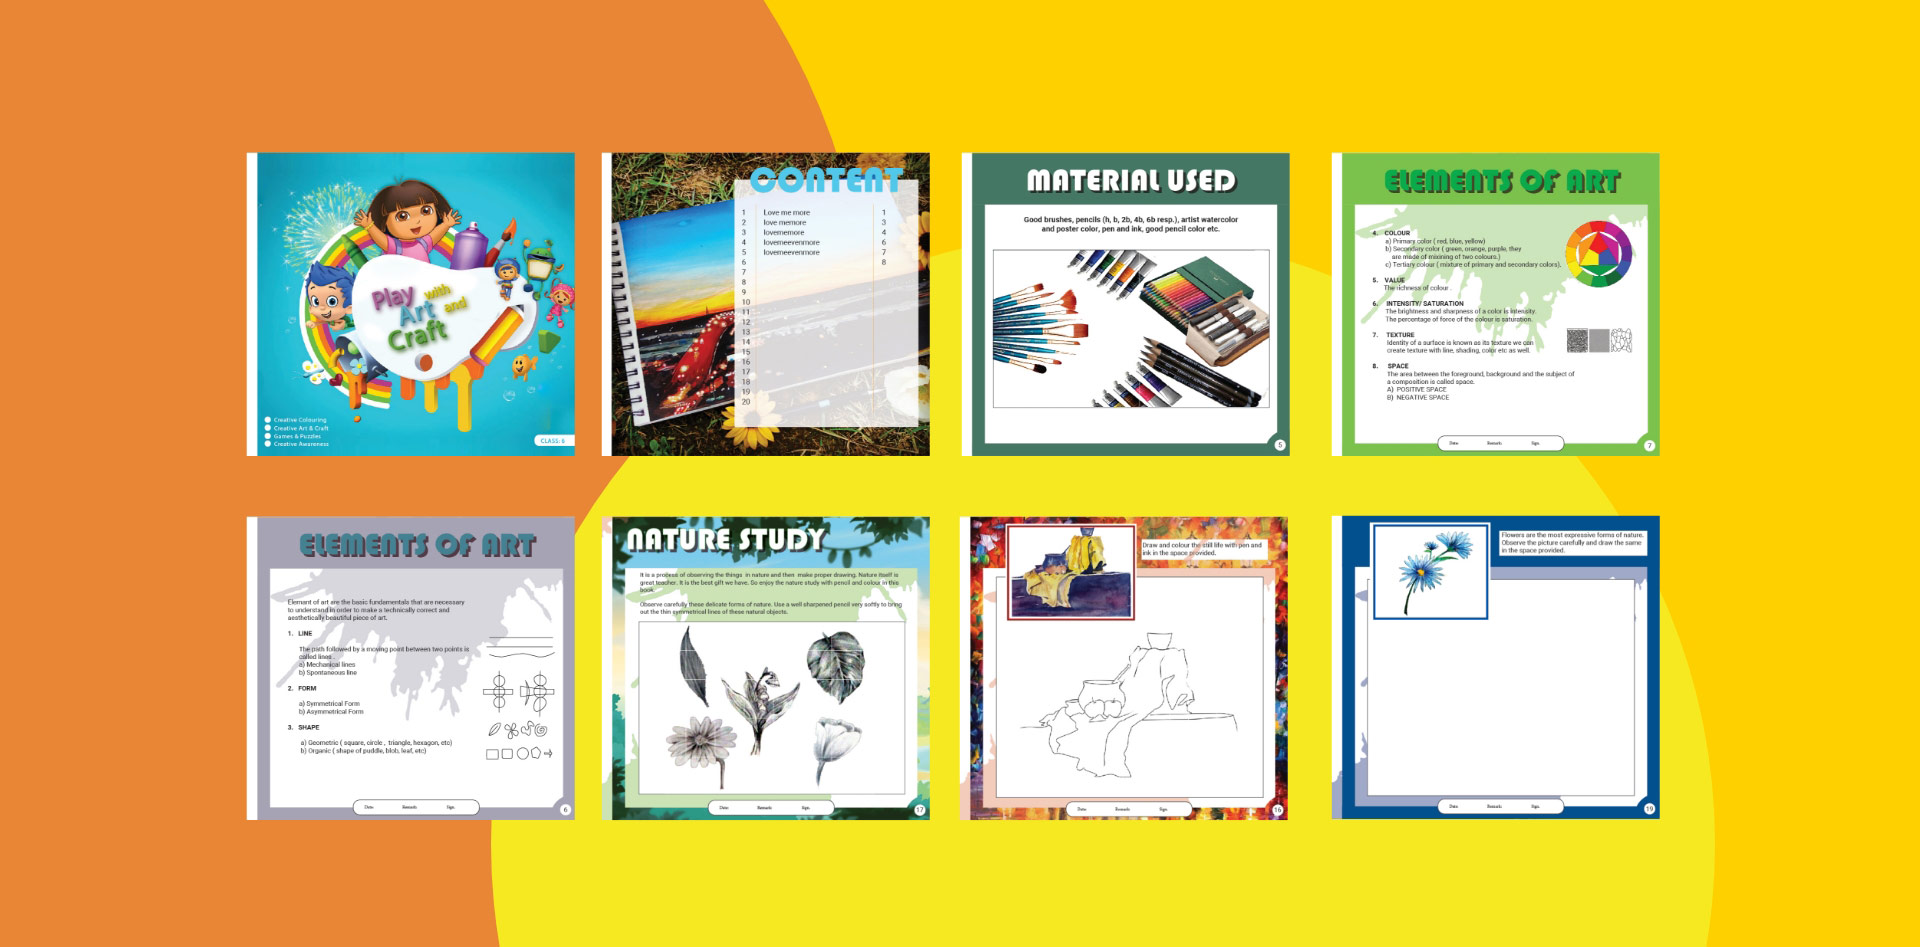 Play with
Art and
Craft
Creative Colouring
Creative Art & Craft
Games & Puzzles
Creative Awareness
CLASS: 6
CONTENT
1 Love me more 1
2 love memore 3
3 lovememore 4
4 lovemeevenmore 6
5 lovemeevenmore 7
6 8
7
8
9
10
11
12
13
14
15
16
17
18
19
20
MATERIAL USED
Good brushes, pencils (h, b, 2b, 4b, 6b resp.), artist watercolor
and poster color, pen and ink, good pencil color etc.
5
ELEMENTS OF ART
4. COLOUR
a) Primary color ( red, blue, yellow)
b) Secondary color ( green, orange, purple, they
are made of mixining of two colours.)
c) Tertiary colour ( mixture of primary and secondary colors).
5. VALUE
The richness of colour .
6. INTENSITY/ SATURATION
The brightness and sharpness of a color is intensity.
The percentage of force of the colour is saturation.
7. TEXTURE
Identity of a surface is known as its texture we can
create texture with line, shading, color etc as well.
8. SPACE
The area between the foreground, background and the subject of
a composition is called space.
A) POSITIVE SPACE
B) NEGATIVE SPACE
Date: Remark: Sign:
7
ELEMENTS OF ART
Element of art are the basic fundamentals that are necessary
to understand in order to make a technically correct and
aesthetically beautiful piece of art.
1. LINE
The path followed by a moving point between two points is
called lines .
a) Mechanical lines
b) Spontaneous line
2. FORM
a) Symmetrical Form
b) Asymmetrical Form
3. SHAPE
a) Geometric ( square, circle , triangle, hexagon, etc)
b) Organic ( shape of puddle, blob, leaf, etc)
Date: Remark: Sign:
6
NATURE STUDY
It is a process of observing the things in nature and then make proper drawing. Nature itself is
great teacher. It is the best gift we have. So enjoy the nature study with pencil and colour in this
book.
Observe carefully these delicate forms of nature. Use a well sharpened pencil very softly to bring
out the thin symmetrical lines of these natural objects.
Date: Remark: Sign:
17
Draw and colour the still life with pen and
ink in the space provided.
Date: Remark: Sign:
16
Flowers are the most expressive forms of nature.
Observe the picture carefully and draw the same
in the space provided.
Date: Remark: Sign:
19